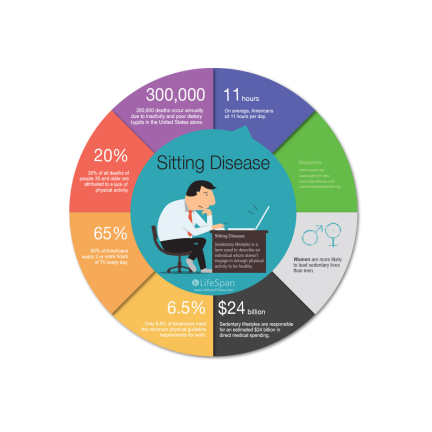 300,000
300,000 deaths occur annually
due to inactivity and poor dietary
habits in the United States alone.
11 hours
On average, Americans
sit 11 hours per day.
Resources
20%
20% of all deaths of
people 35 and older are
attributed to a lack of
physical activity.
Sitting Disease
65%
65% of Americans
watch 2 or more hours
of TV every day.
Sitting Disease:
(sedentary lifestyle) is a
term used to describe an
individual whom doesn't
engage in enough physical
activity to be healthy.
Women are more likely
to lead sedentary lives
than men.
LifeSpan
6.5%
Only 6.5% of Americans meet
the minimum physical guideline
requirements for work.
$24 billion
Sedentary lifestyles are responsible
for an estimated $24 billion in
direct medical spending.